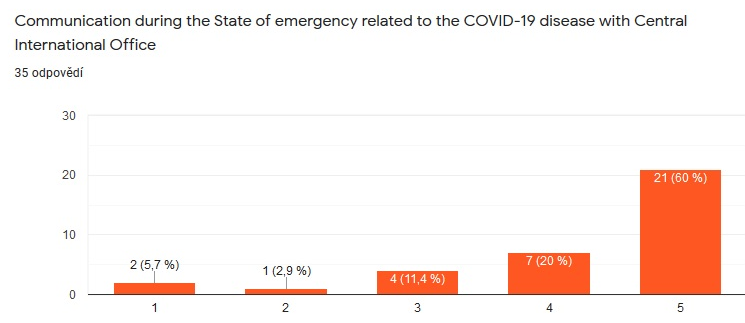 Communication during the State of emergency related to the COVID-19 disease with Central
International Office
35 odpovědí
30
20
10
0
2 (5,7 %)
1 (2,9 %)
4 (11,4 %)
7 (20 %)
21 (60 %)
1
2
3
4
5